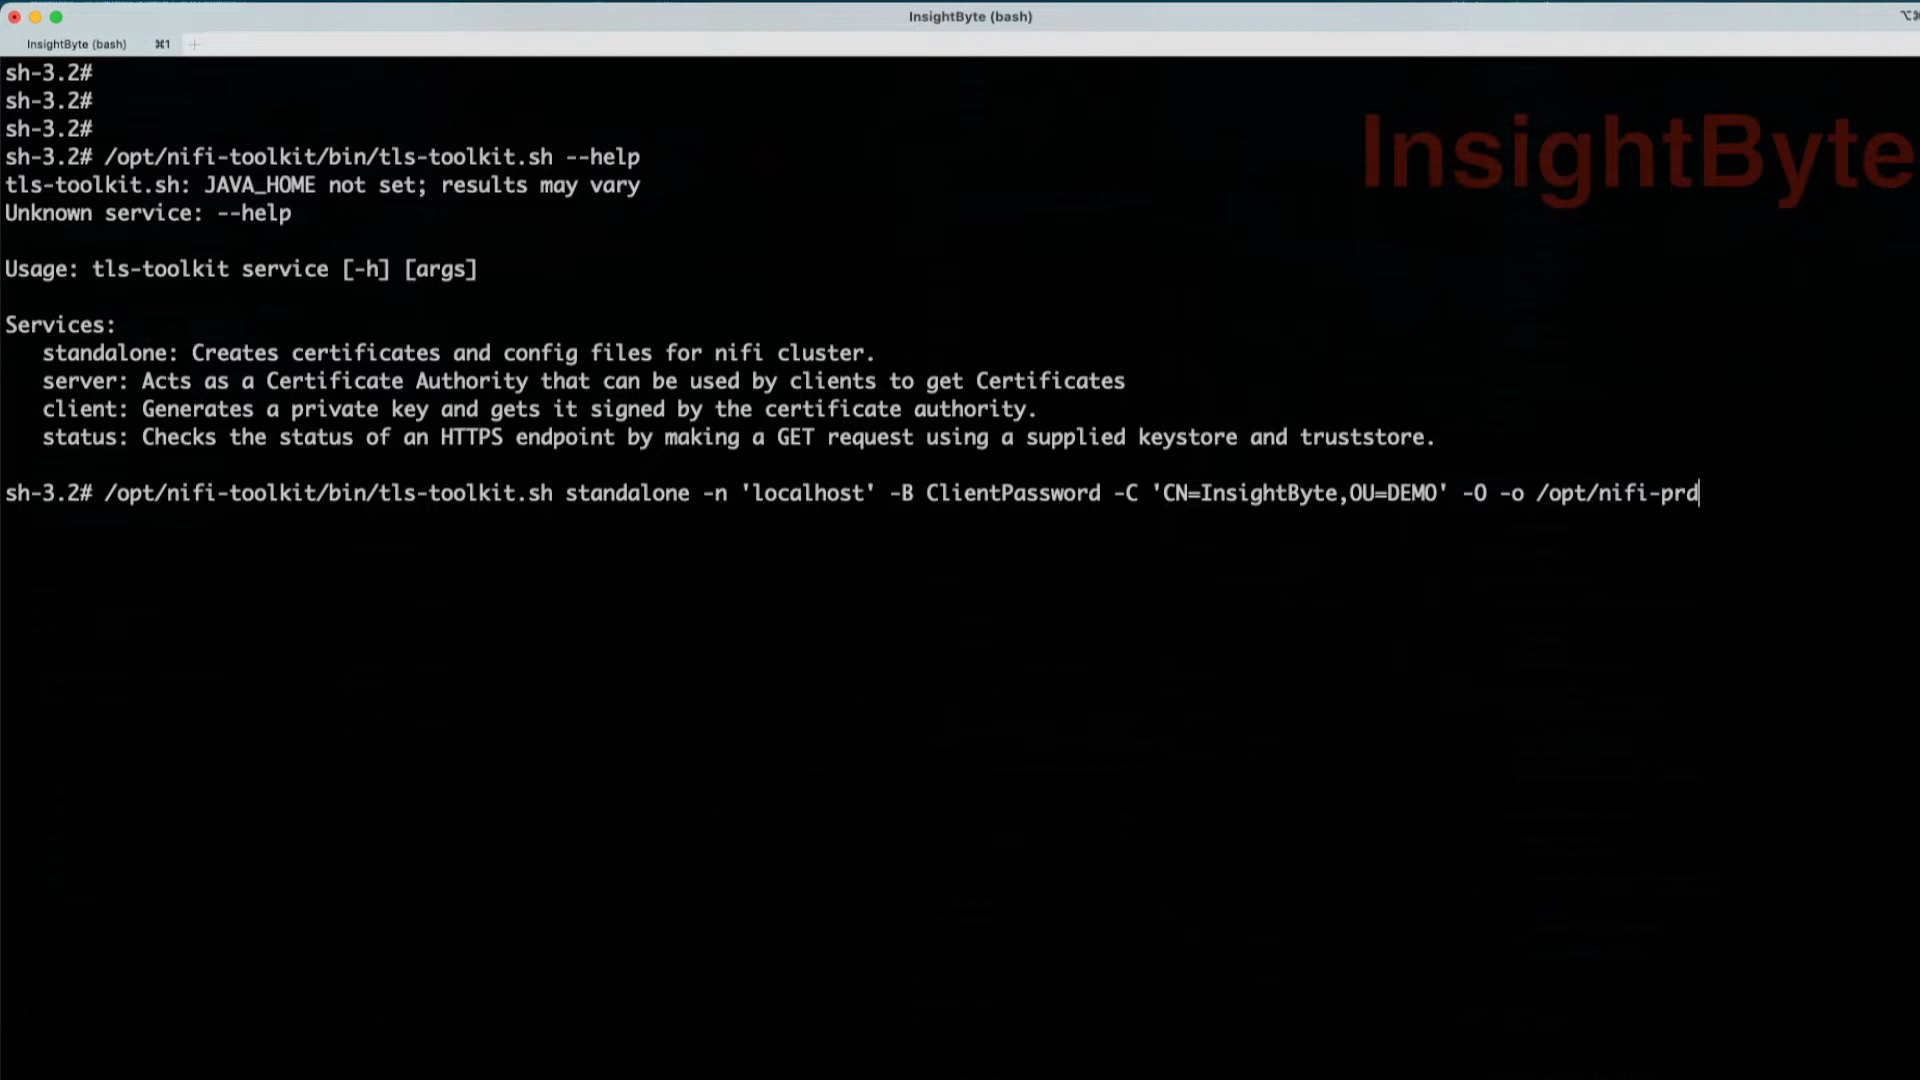 InsightByte (bash)
InsightByte (bash) ⌘1 +
sh-3.2#
sh-3.2#
sh-3.2#
sh-3.2# /opt/nifi-toolkit/bin/tls-toolkit.sh --help
tls-toolkit.sh: JAVA_HOME not set; results may vary
Unknown service: --help
Usage: tls-toolkit service [-h] [args]
Services:
standalone: Creates certificates and config files for nifi cluster.
server: Acts as a Certificate Authority that can be used by clients to get Certificates
client: Generates a private key and gets it signed by the certificate authority.
status: Checks the status of an HTTPS endpoint by making a GET request using a supplied keystore and truststore.
sh-3.2# /opt/nifi-toolkit/bin/tls-toolkit.sh standalone -n 'localhost' -B ClientPassword -C 'CN=InsightByte,OU=DEMO' -O -o /opt/nifi-prd
InsightByte